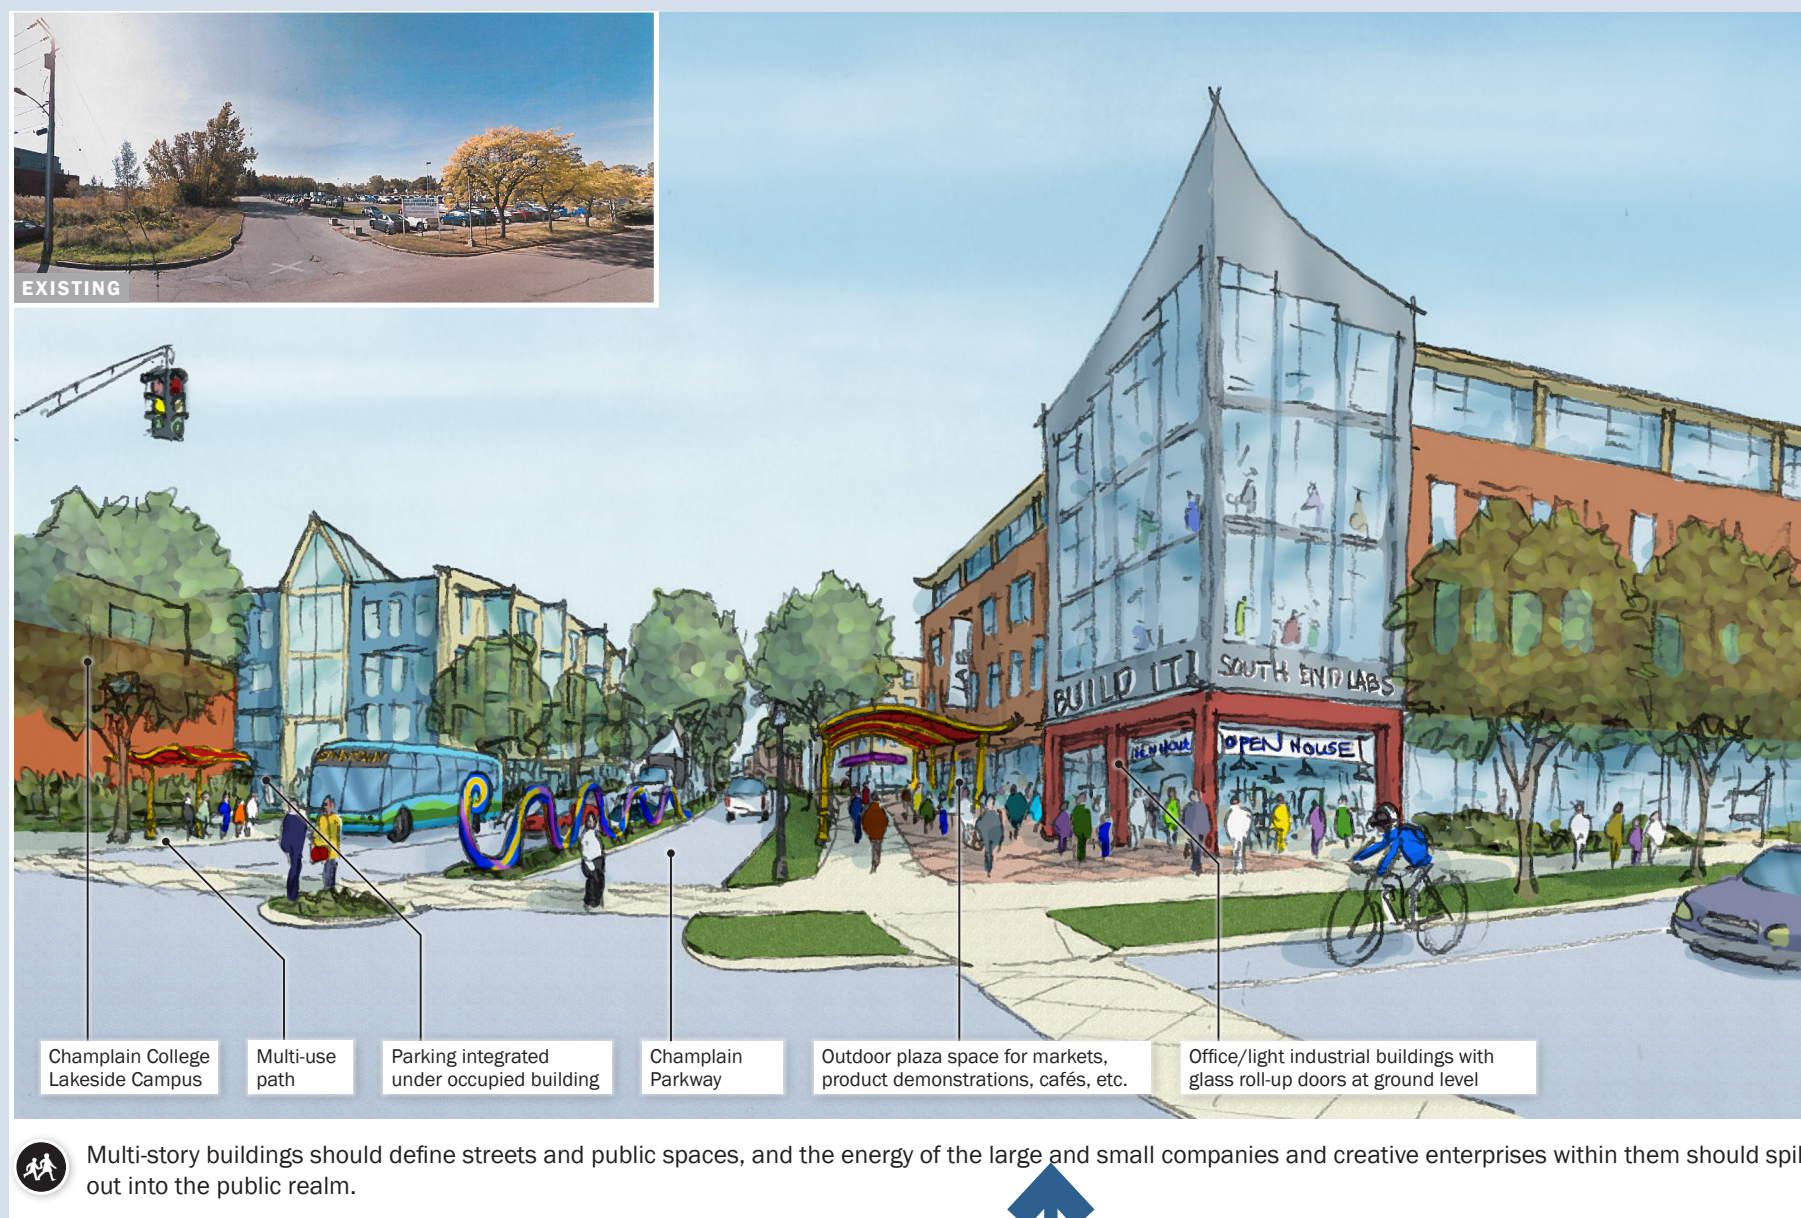 EXISTING
BUILD IT!
SOUTH END LABS
OPEN HOUSE
LAB
Champlain College
Lakeside Campus
Multi-use
path
Parking integrated
under occupied building
Champlain
Parkway
Outdoor plaza space for markets,
product demonstrations, cafés, etc.
Office/light industrial buildings with
glass roll-up doors at ground level
Multi-story buildings should define streets and public spaces, and the energy of the large and small companies and creative enterprises within them should spil
out into the public realm.